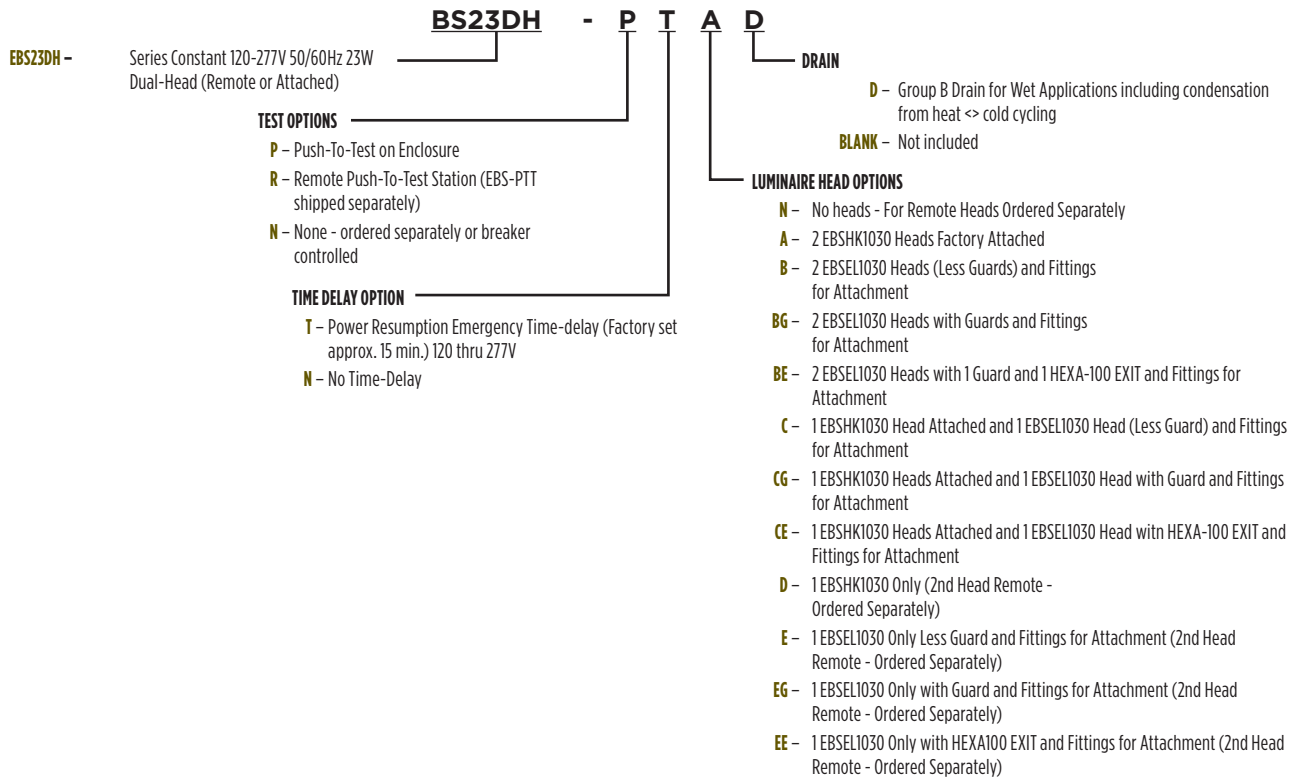 BS23DH - P T A D
EBS23DH – Series Constant 120-277V 50/60Hz 23W
Dual-Head (Remote or Attached)
TEST OPTIONS
P – Push-To-Test on Enclosure
R – Remote Push-To-Test Station (EBS-PTT
shipped separately)
N – None - ordered separately or breaker
controlled
TIME DELAY OPTION
T – Power Resumption Emergency Time-delay (Factory set
approx. 15 min.) 120 thru 277V
N – No Time-Delay
DRAIN
D – Group B Drain for Wet Applications including condensation
from heat <> cold cycling
BLANK – Not included
LUMINAIRE HEAD OPTIONS
N – No heads - For Remote Heads Ordered Separately
A – 2 EBSHK1030 Heads Factory Attached
B – 2 EBSEL1030 Heads (Less Guards) and Fittings
for Attachment
BG – 2 EBSEL1030 Heads with Guards and Fittings
for Attachment
BE – 2 EBSEL1030 Heads with 1 Guard and 1 HEXA-100 EXIT and Fittings for
Attachment
C – 1 EBSHK1030 Head Attached and 1 EBSEL1030 Head (Less Guard) and Fittings
for Attachment
CG – 1 EBSHK1030 Heads Attached and 1 EBSEL1030 Head with Guard and Fittings
for Attachment
CE – 1 EBSHK1030 Heads Attached and 1 EBSEL1030 Head with HEXA-100 EXIT and
Fittings for Attachment
D – 1 EBSHK1030 Only (2nd Head Remote -
Ordered Separately)
E – 1 EBSEL1030 Only Less Guard and Fittings for Attachment (2nd Head
Remote - Ordered Separately)
EG – 1 EBSEL1030 Only with Guard and Fittings for Attachment (2nd Head
Remote - Ordered Separately)
EE – 1 EBSEL1030 Only with HEXA100 EXIT and Fittings for Attachment (2nd Head
Remote - Ordered Separately)